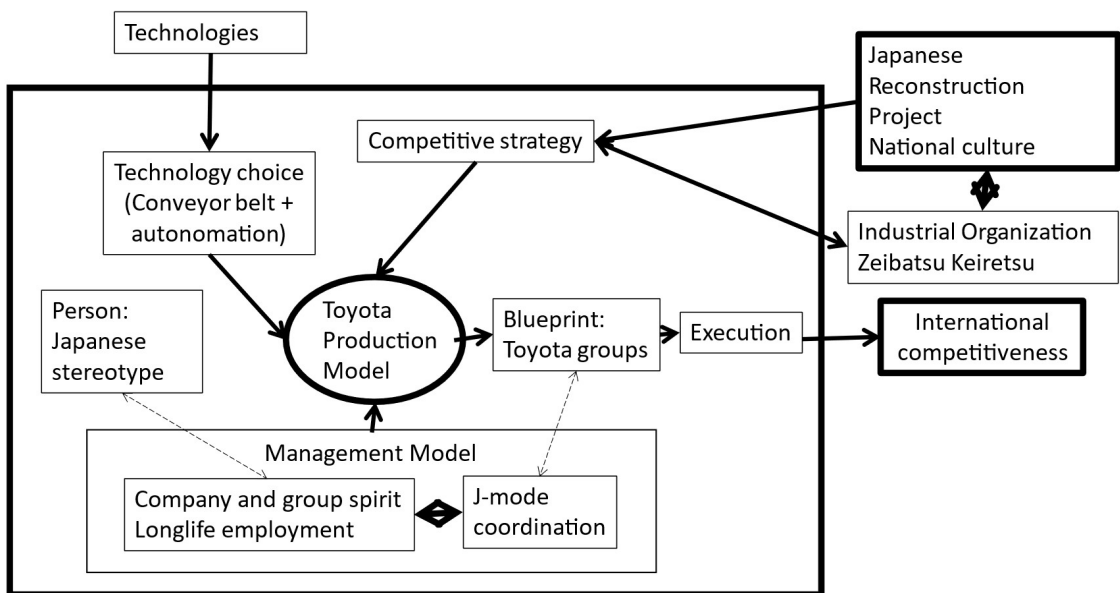 Technologies
Japanese
Reconstruction
Project
National culture
Competitive strategy
Technology choice
(Conveyor belt +
autonomation)
Industrial Organization
Zeibatsu Keiretsu
Person:
Japanese
stereotype
Toyota
Production
Model
Blueprint:
Toyota groups
Execution
International
competitiveness
Management Model
Company and group spirit
Longlife employment
J-mode
coordination